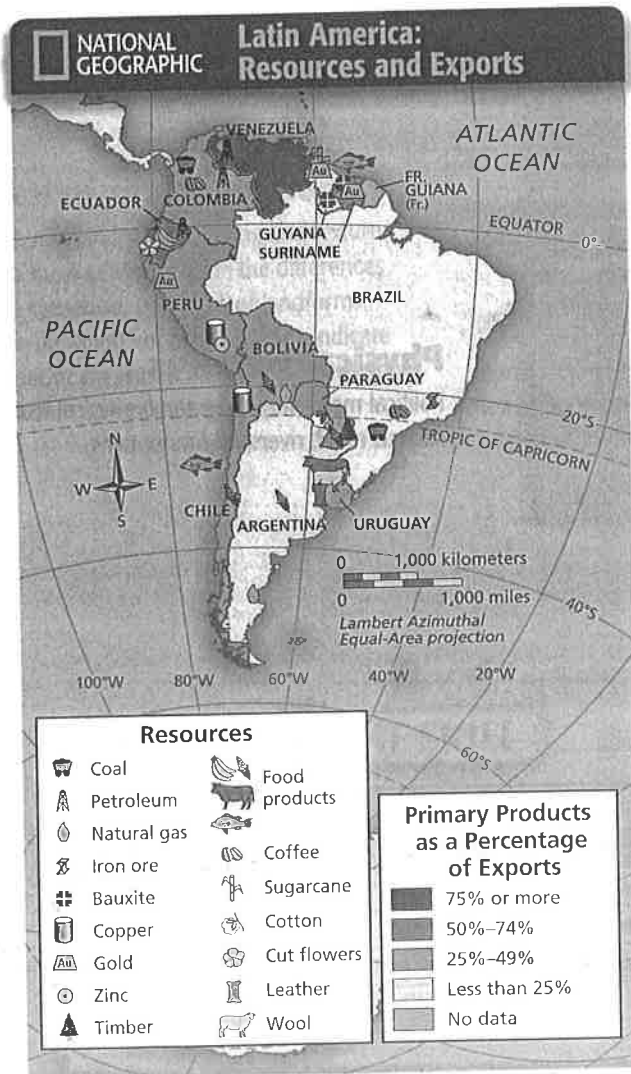 NATIONAL
GEOGRAPHIC
Latin America:
Resources and Exports
VENEZUELA
ATLANTIC
OCEAN
COLOMBIA
ECUADOR
Au
Au
FR.
GUIANA
(Fr.)
GUYANA
SURINAME
EQUATOR
0°
Au
PERU
BRAZIL
PACIFIC
OCEAN
BOLIVIA
PARAGUAY
20°S
TROPIC OF CAPRICORN
N
W
E
S
CHILE
ARGENTINA
URUGUAY
0
1,000 kilometers
0
1,000 miles
Lambert Azimuthal
Equal-Area projection
40°S
100°W
80°W
60°W
40°W
20°W
60°S
Resources
Coal
Petroleum
Natural gas
Iron ore
Bauxite
Copper
Au
Gold
Zinc
Timber
Food
products
Coffee
Sugarcane
Cotton
Cut flowers
Leather
Wool
Primary Products
as a Percentage
of Exports
75% or more
50%–74%
25%–49%
Less than 25%
No data